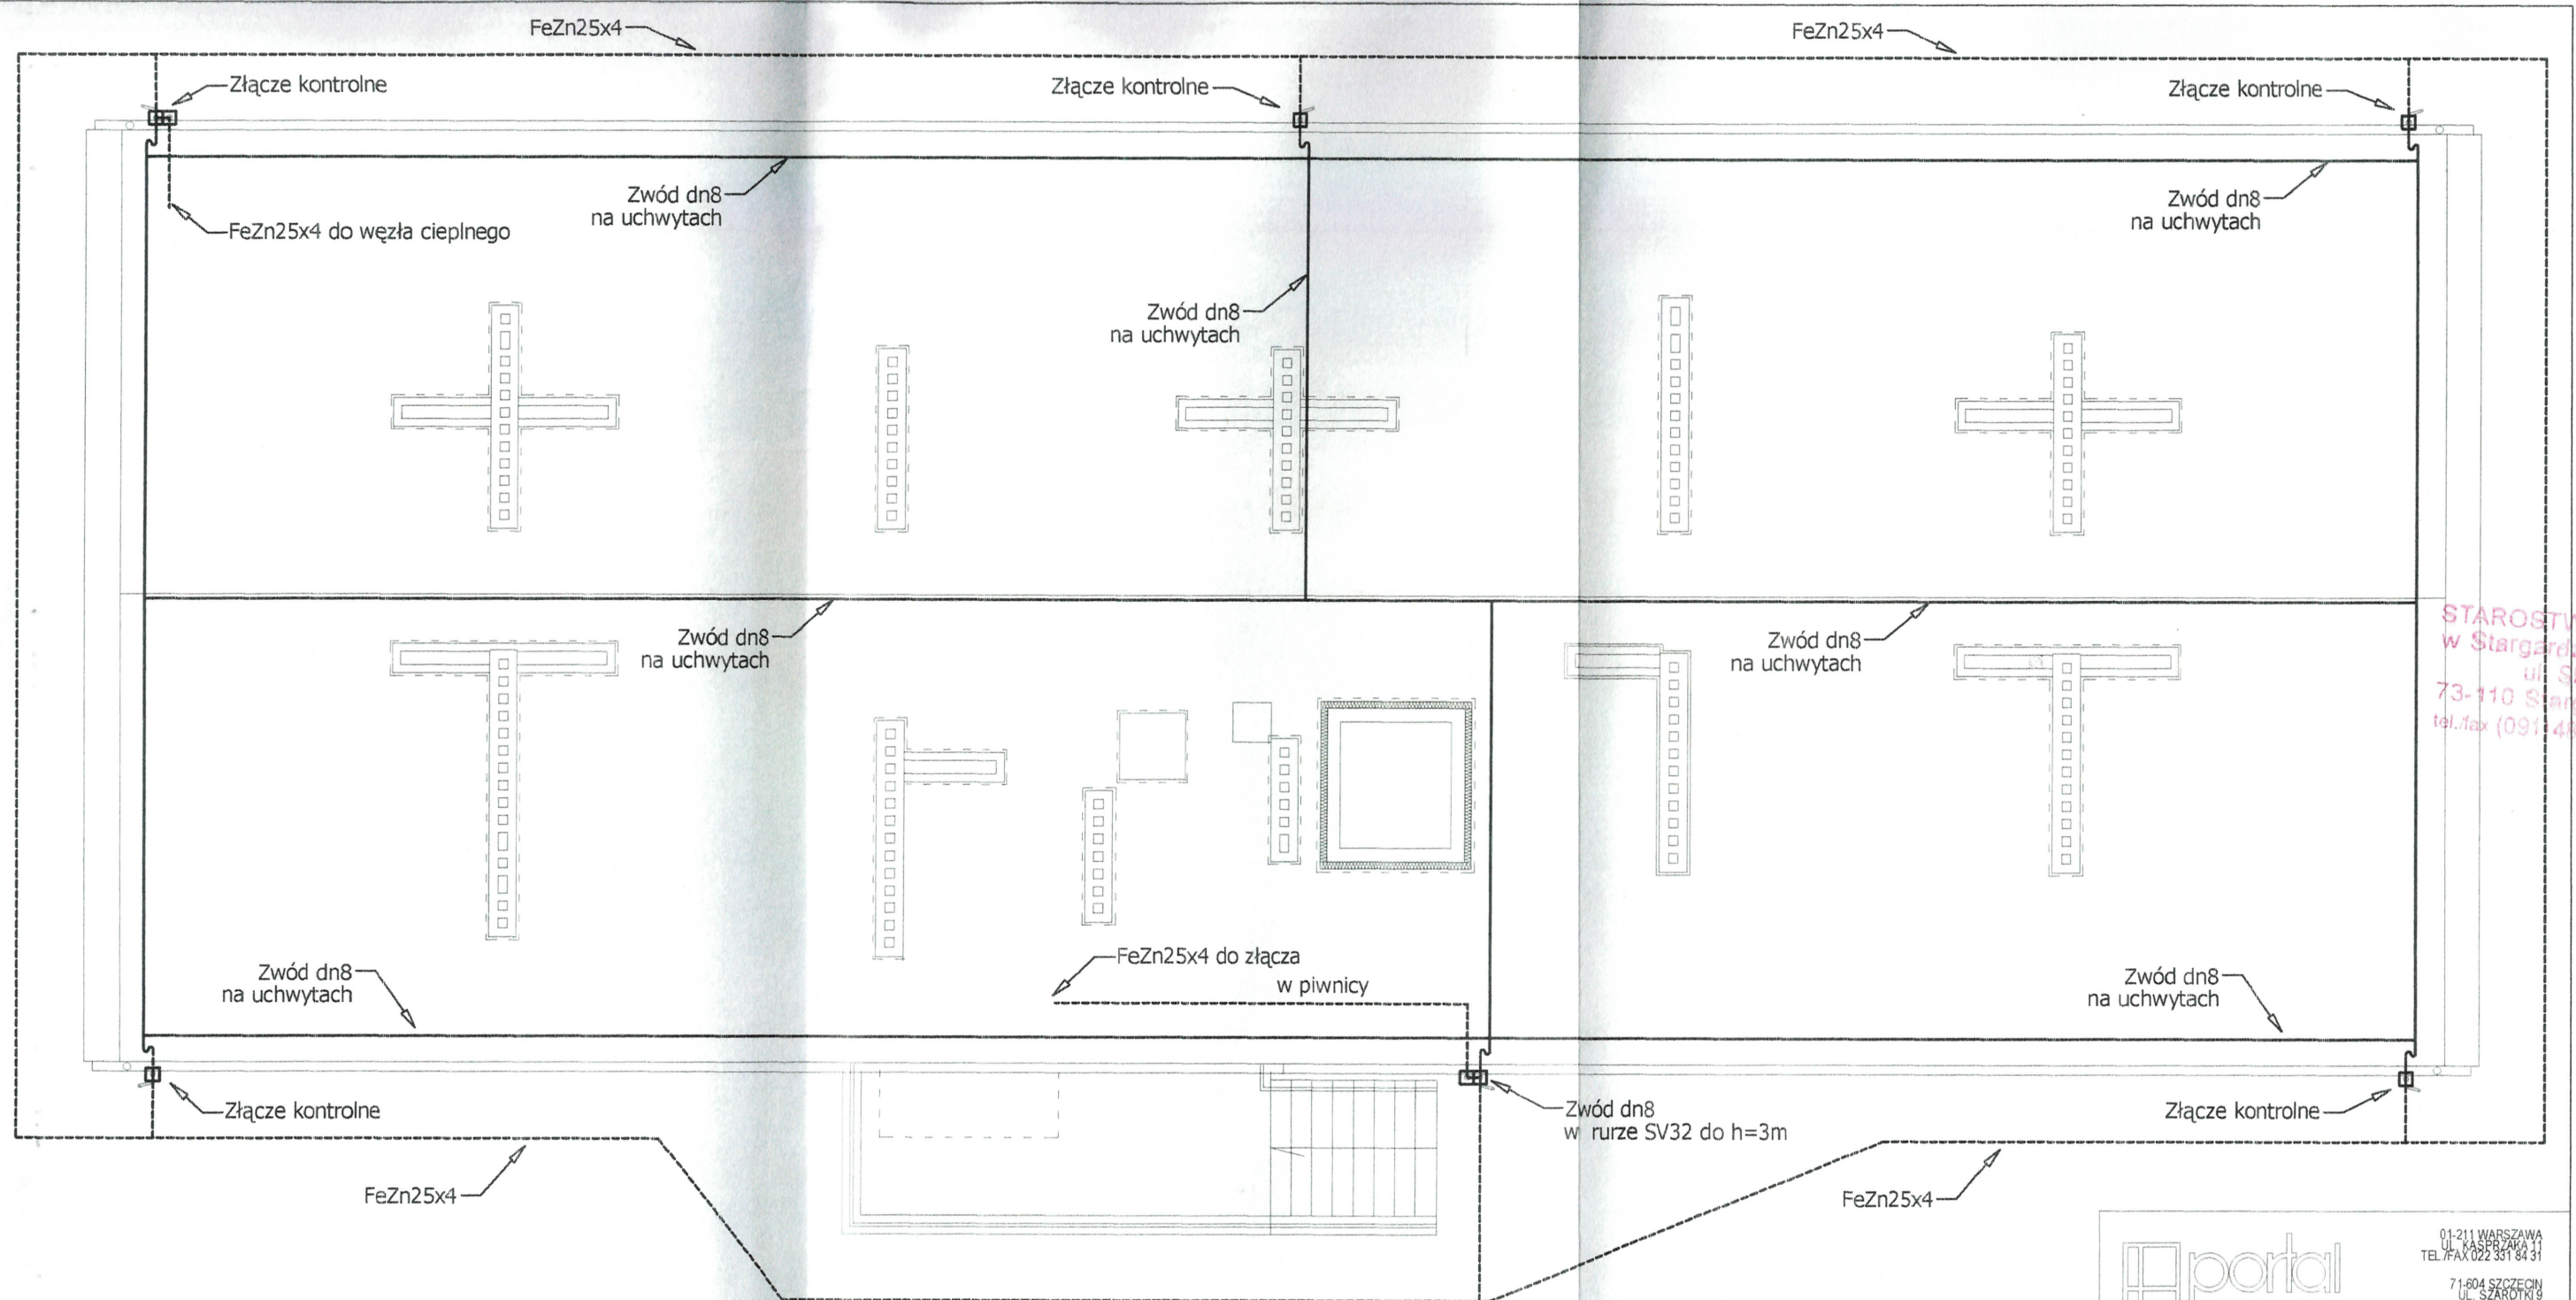 FeZn25x4
FeZn25x4
Złącze kontrolne
Złącze kontrolne
Złącze kontrolne
Zwód dn8
na uchwytach
Zwód dn8
na uchwytach
FeZn25x4 do węzła cieplnego
Zwód dn8
na uchwytach
Zwód dn8
na uchwytach
Zwód dn8
na uchwytach
STAROSTW
w Stargard
ul. S
73-110 Star
tel./fax (091) 48
FeZn25x4 do złącza
w piwnicy
Zwód dn8
na uchwytach
Zwód dn8
na uchwytach
Złącze kontrolne
Zwód dn8
w rurze SV32 do h=3m
Złącze kontrolne
FeZn25x4
FeZn25x4
portal
01-211 WARSZAWA
UL. KASPRZAKA 11
TEL./FAX 022 331 84 31
71-604 SZCZECIN
UL. SZAROTKI 9